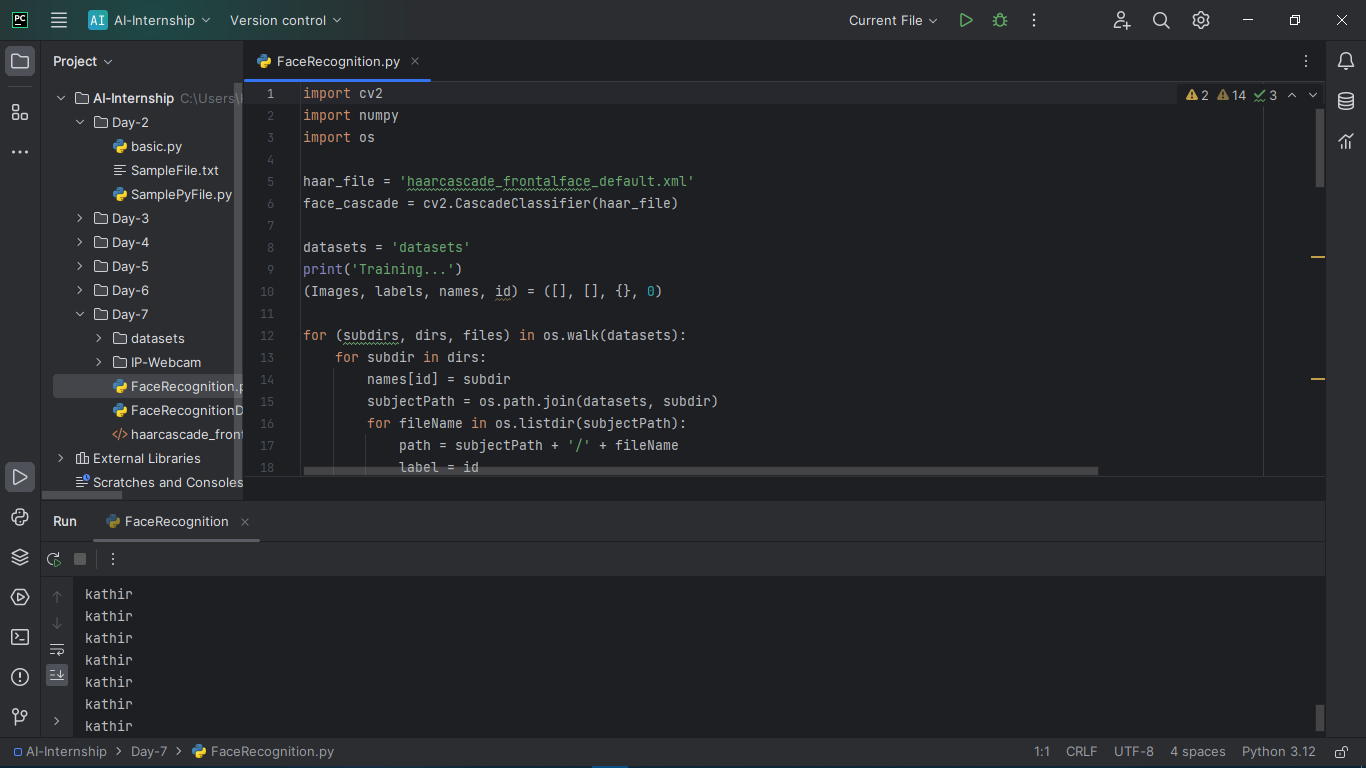 PC AI AI-Internship Version control Current File
Project
FaceRecognition.py
AI-Internship C:\Users\
Day-2
basic.py
SampleFile.txt
SamplePyFile.py
Day-3
Day-4
Day-5
Day-6
Day-7
datasets
IP-Webcam
FaceRecognition.p
FaceRecognitionD
haarcascade_front
External Libraries
Scratches and Consoles
2 14 3
1 import cv2
2 import numpy
3 import os
4
5 haar_file = 'haarcascade_frontalface_default.xml'
6 face_cascade = cv2.CascadeClassifier(haar_file)
7
8 datasets = 'datasets'
9 print('Training...')
10 (Images, labels, names, id) = ([], [], {}, 0)
11
12 for (subdirs, dirs, files) in os.walk(datasets):
13 for subdir in dirs:
14 names[id] = subdir
15 subjectPath = os.path.join(datasets, subdir)
16 for fileName in os.listdir(subjectPath):
17 path = subjectPath + '/' + fileName
18 label = id
Run FaceRecognition
kathir
kathir
kathir
kathir
kathir
kathir
kathir
AI-Internship > Day-7 > FaceRecognition.py 1:1 CRLF UTF-8 4 spaces Python 3.12